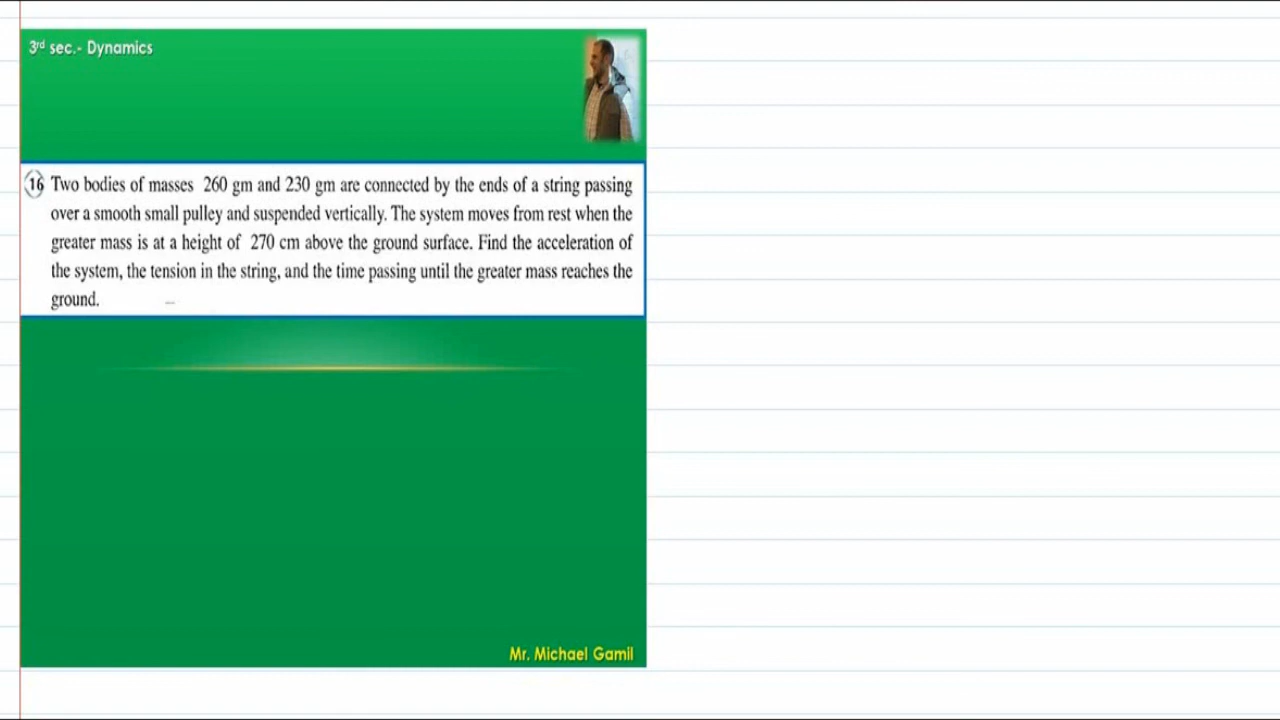 3rd sec.- Dynamics
16 Two bodies of masses 260 gm and 230 gm are connected by the ends of a string passing
over a smooth small pulley and suspended vertically. The system moves from rest when the
greater mass is at a height of 270 cm above the ground surface. Find the acceleration of
the system, the tension in the string, and the time passing until the greater mass reaches the
ground.
Mr. Michael Gamil